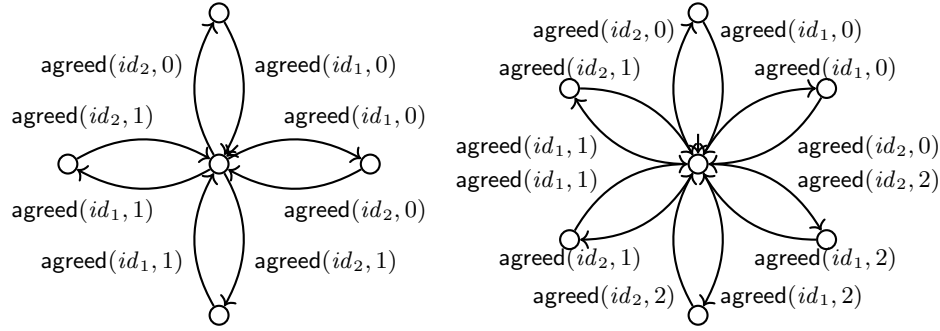 agreed(id₂, 0) agreed(id₁, 0)
agreed(id₂, 1) agreed(id₁, 0)
agreed(id₁, 1) agreed(id₂, 0)
agreed(id₁, 1) agreed(id₂, 1)
agreed(id₂, 0) agreed(id₁, 0)
agreed(id₂, 1) agreed(id₁, 0)
agreed(id₁, 1) agreed(id₂, 0)
agreed(id₁, 1) agreed(id₂, 2)
agreed(id₂, 1) agreed(id₁, 2)
agreed(id₂, 2) agreed(id₁, 2)